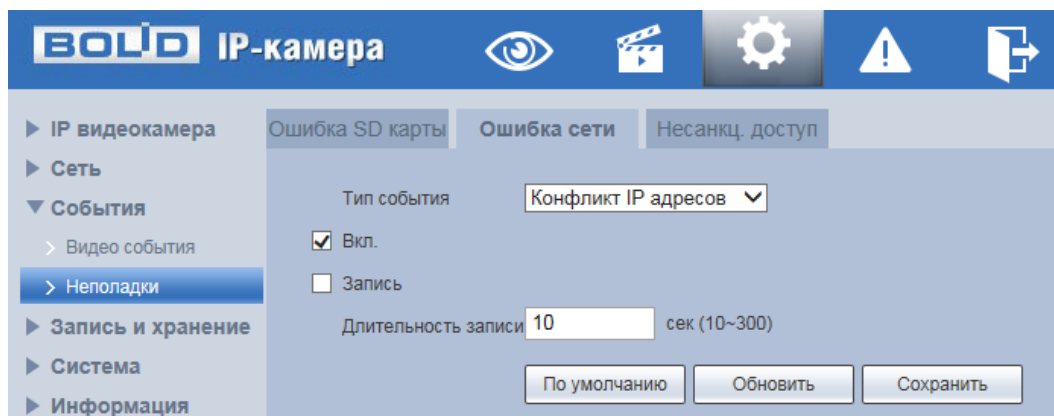 BOLID IP-камера
IP видеокамера
Сеть
События
Видео события
Неполадки
Запись и хранение
Система
Информация
Ошибка SD карты Ошибка сети Несанкц. доступ
Тип события Конфликт IP адресов
Вкл.
Запись
Длительность записи 10 сек (10~300)
По умолчанию Обновить Сохранить